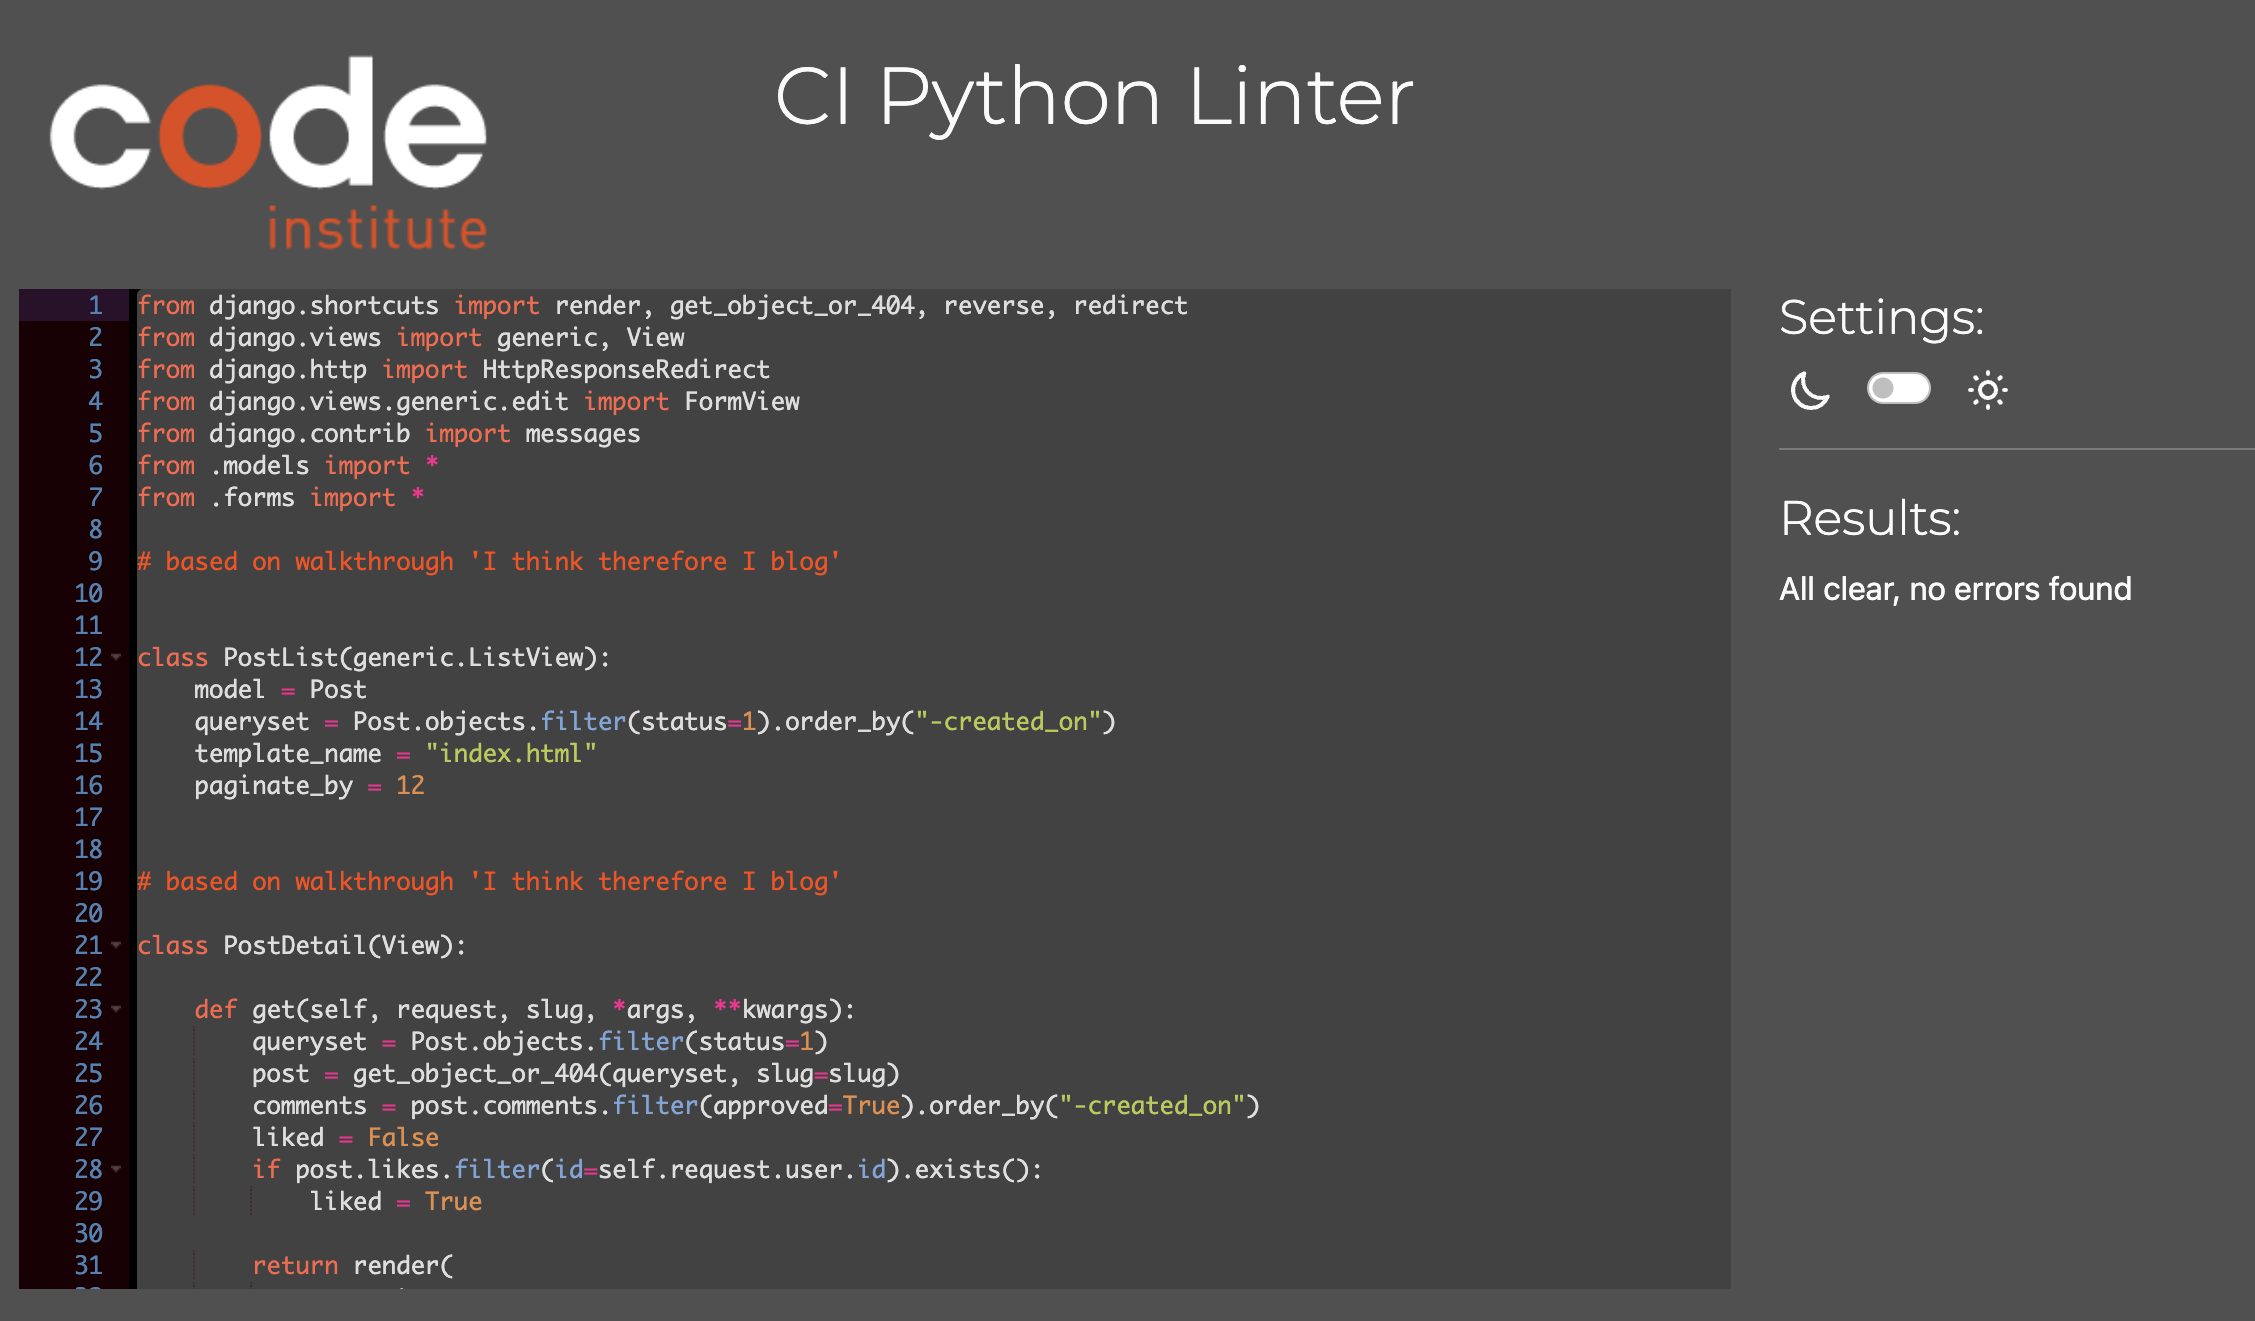 code
institute
CI Python Linter
1 from django.shortcuts import render, get_object_or_404, reverse, redirect
2 from django.views import generic, View
3 from django.http import HttpResponseRedirect
4 from django.views.generic.edit import FormView
5 from django.contrib import messages
6 from .models import *
7 from .forms import *
8
9 # based on walkthrough 'I think therefore I blog'
10
11
12 class PostList(generic.ListView):
13     model = Post
14     queryset = Post.objects.filter(status=1).order_by("-created_on")
15     template_name = "index.html"
16     paginate_by = 12
17
18
19 # based on walkthrough 'I think therefore I blog'
20
21 class PostDetail(View):
22
23     def get(self, request, slug, *args, **kwargs):
24         queryset = Post.objects.filter(status=1)
25         post = get_object_or_404(queryset, slug=slug)
26         comments = post.comments.filter(approved=True).order_by("-created_on")
27         liked = False
28         if post.likes.filter(id=self.request.user.id).exists():
29             liked = True
30
31         return render(
Settings:
Results:
All clear, no errors found